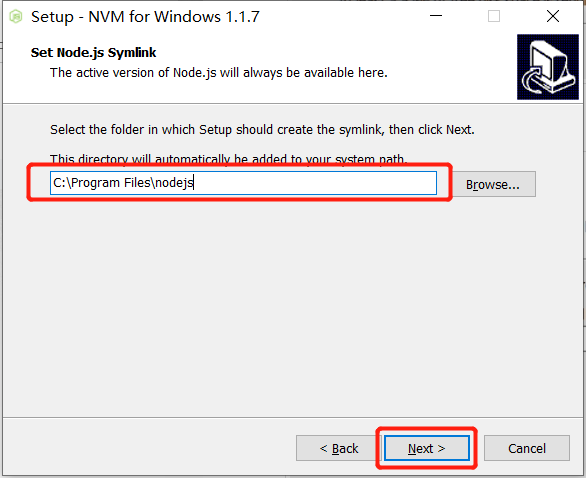 Setup - NVM for Windows 1.1.7
Set Node.js Symlink
The active version of Node.js will always be available here.
Select the folder in which Setup should create the symlink, then click Next.
This directory will automatically be added to your system path.
C:\Program Files\nodejs
Browse...
< Back
Next >
Cancel